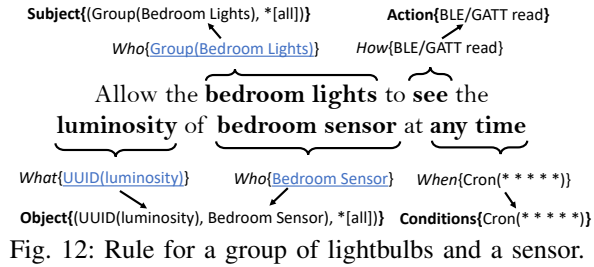 Subject{(Group(Bedroom Lights), *[all])} Action{BLE/GATT read}
Who{Group(Bedroom Lights)} How{BLE/GATT read}
Allow the bedroom lights to see the
luminosity of bedroom sensor at any time
What{UUID(luminosity)} Who{Bedroom Sensor} When{Cron(* * * * *)}
Object{(UUID(luminosity), Bedroom Sensor), *[all])} Conditions{Cron(* * * * *)}
Fig. 12: Rule for a group of lightbulbs and a sensor.